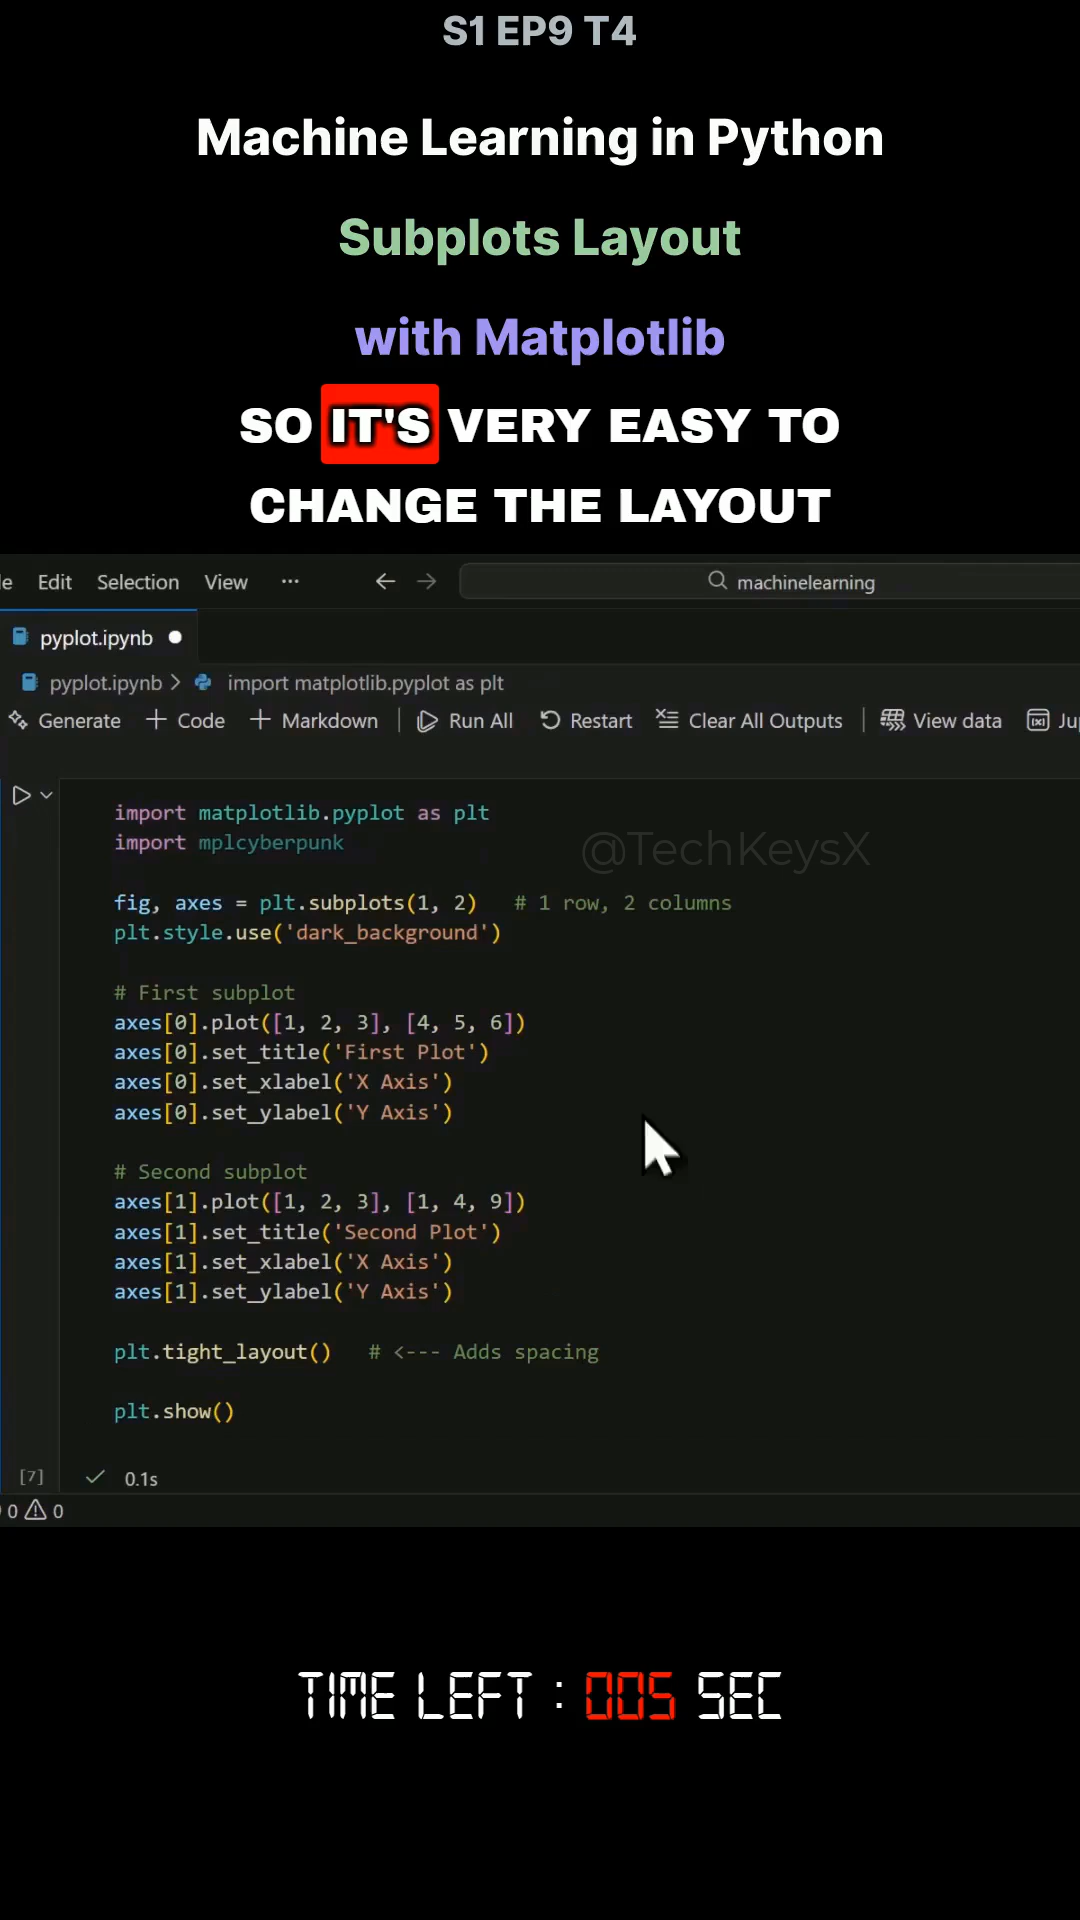 S1 EP9 T4
Machine Learning in Python
Subplots Layout
with Matplotlib
SO IT'S VERY EASY TO
CHANGE THE LAYOUT
e Edit Selection View ... machinelearning
pyplot.ipynb
pyplot.ipynb > import matplotlib.pyplot as plt
Generate + Code + Markdown | Run All Restart Clear All Outputs | View data Jup
import matplotlib.pyplot as plt
import mplcyberpunk
@TechKeysX
fig, axes = plt.subplots(1, 2) # 1 row, 2 columns
plt.style.use('dark_background')
# First subplot
axes[0].plot([1, 2, 3], [4, 5, 6])
axes[0].set_title('First Plot')
axes[0].set_xlabel('X Axis')
axes[0].set_ylabel('Y Axis')
# Second subplot
axes[1].plot([1, 2, 3], [1, 4, 9])
axes[1].set_title('Second Plot')
axes[1].set_xlabel('X Axis')
axes[1].set_ylabel('Y Axis')
plt.tight_layout() # <--- Adds spacing
plt.show()
[7] 0.1s
0 0
TIME LEFT : 005 SEC